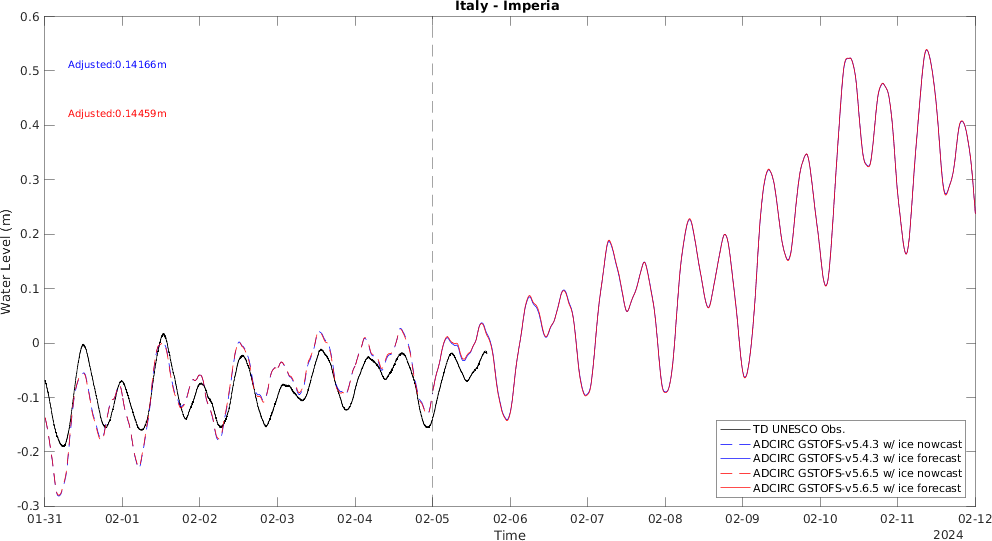 Italy - Imperia
Adjusted:0.14166m
Adjusted:0.14459m
Water Level (m)
0.6
0.5
0.4
0.3
0.2
0.1
0
-0.1
-0.2
-0.3
01-31
02-01
02-02
02-03
02-04
02-05
02-06
02-07
02-08
02-09
02-10
02-11
02-12
Time
2024
TD UNESCO Obs.
ADCIRC GSTOFS-v5.4.3 w/ ice nowcast
ADCIRC GSTOFS-v5.4.3 w/ ice forecast
ADCIRC GSTOFS-v5.6.5 w/ ice nowcast
ADCIRC GSTOFS-v5.6.5 w/ ice forecast